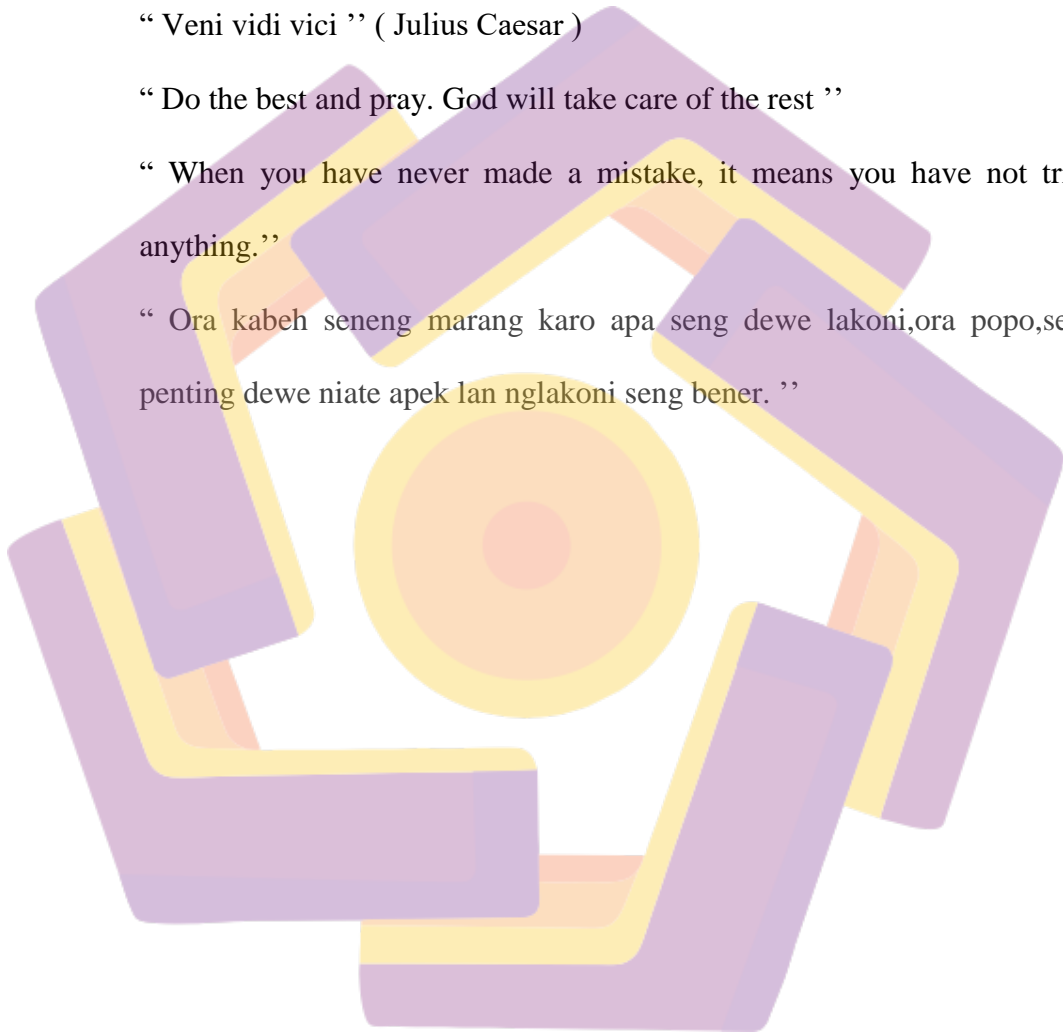 “ Veni vidi vici ’’ ( Julius Caesar )
“ Do the best and pray. God will take care of the rest ’’
“ When you have never made a mistake, it means you have not
anything.’’
“ Ora kabeh seneng marang karo apa seng dewe lakoni,ora popo,
penting dewe niate apek lan nglakoni seng bener. ’’